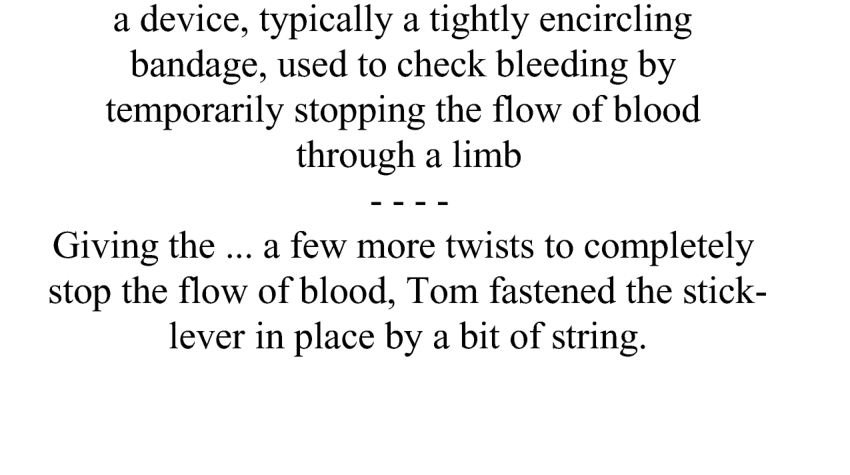 a device, typically a tightly encircling
bandage, used to check bleeding by
temporarily stopping the flow of blood
through a limb
- - - -
Giving the ... a few more twists to completely
stop the flow of blood, Tom fastened the stick-
lever in place by a bit of string.